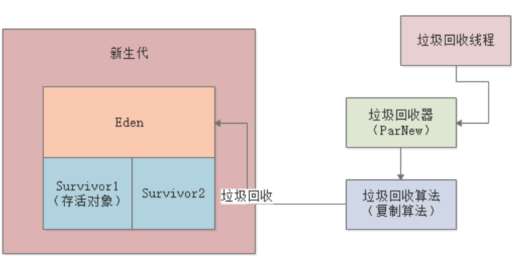 新生代
Eden
Survivor1
(存活对象)
Survivor2
垃圾回收
垃圾回收线程
垃圾回收器
(ParNew)
垃圾回收算法
(复制算法)